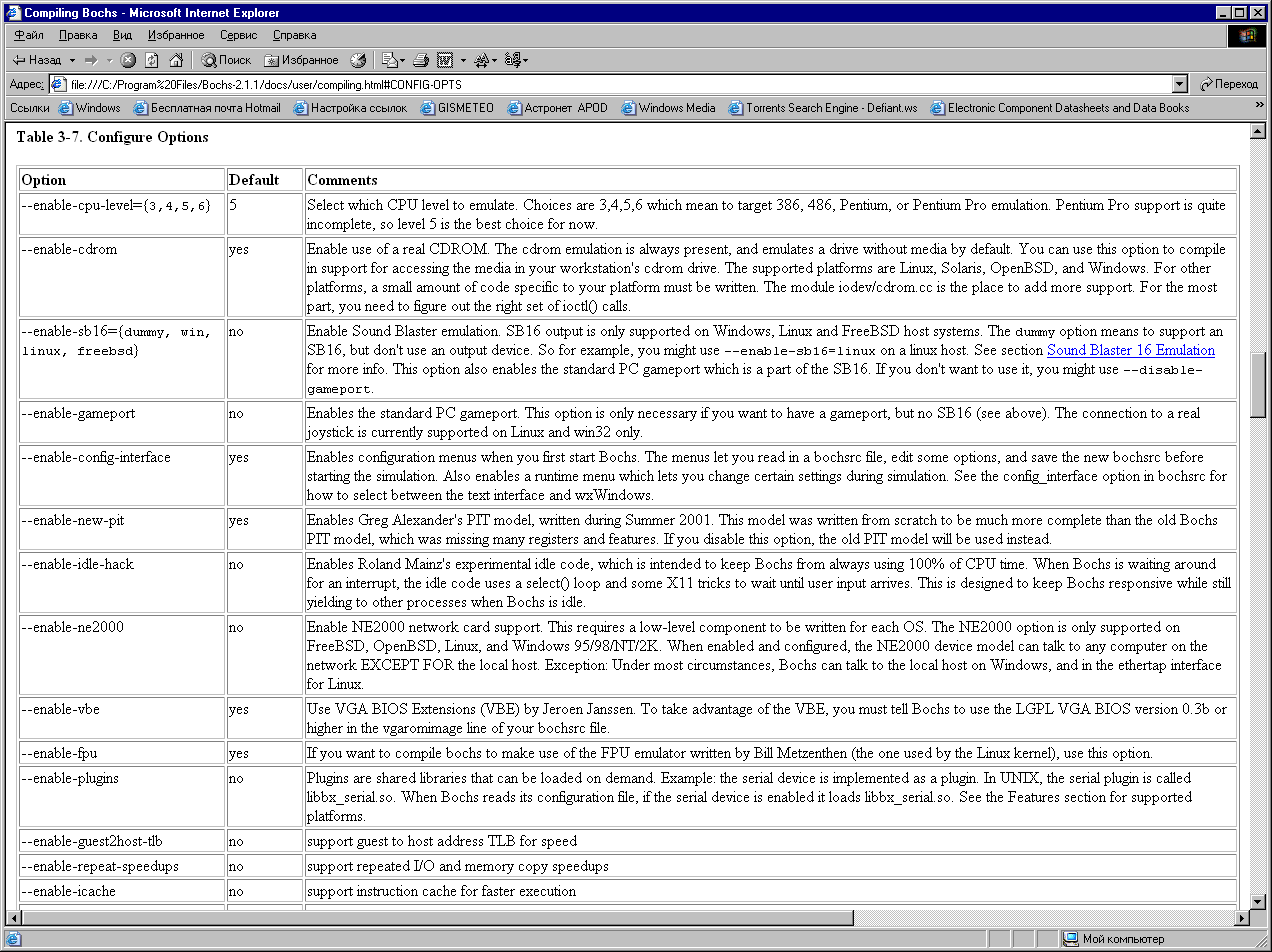 Compiling Bochs - Microsoft Internet Explorer
Файл Правка Вид Избранное Сервис Справка
Назад Поиск Избранное
Адрес: file:///C:/Program%20Files/Bochs-2.1.1/docs/user/compiling.html#CONFIG-OPTS Переход
Ссылки Windows Бесплатная почта Hotmail Настройка ссылок GISMETEO Астронет APOD Windows Media Torrents Search Engine - Defiant.ws Electronic Component Datasheets and Data Books »
Table 3-7. Configure Options
Option Default Comments
--enable-cpu-level={3,4,5,6} 5 Select which CPU level to emulate. Choices are 3,4,5,6 which mean to target 386, 486, Pentium, or Pentium Pro emulation. Pentium Pro support is quite
incomplete, so level 5 is the best choice for now.
--enable-cdrom yes Enable use of a real CDROM. The cdrom emulation is always present, and emulates a drive without media by default. You can use this option to compile
in support for accessing the media in your workstation's cdrom drive. The supported platforms are Linux, Solaris, OpenBSD, and Windows. For other
platforms, a small amount of code specific to your platform must be written. The module iodev/cdrom.cc is the place to add more support. For the most
part, you need to figure out the right set of ioctl() calls.
--enable-sb16={dummy, win, no Enable Sound Blaster emulation. SB16 output is only supported on Windows, Linux and FreeBSD host systems. The dummy option means to support an
linux, freebsd} SB16, but don't use an output device. So for example, you might use --enable-sb16=linux on a linux host. See section Sound Blaster 16 Emulation
for more info. This option also enables the standard PC gameport which is a part of the SB16. If you don't want to use it, you might use --disable-
gameport.
--enable-gameport no Enables the standard PC gameport. This option is only necessary if you want to have a gameport, but no SB16 (see above). The connection to a real
joystick is currently supported on Linux and win32 only.
--enable-config-interface yes Enables configuration menus when you first start Bochs. The menus let you read in a bochsrc file, edit some options, and save the new bochsrc before
starting the simulation. Also enables a runtime menu which lets you change certain settings during simulation. See the config_interface option in bochsrc for
how to select between the text interface and wxWindows.
--enable-new-pit yes Enables Greg Alexander's PIT model, written during Summer 2001. This model was written from scratch to be much more complete than the old Bochs
PIT model, which was missing many registers and features. If you disable this option, the old PIT model will be used instead.
--enable-idle-hack no Enables Roland Mainz's experimental idle code, which is intended to keep Bochs from always using 100% of CPU time. When Bochs is waiting around
for an interrupt, the idle code uses a select() loop and some X11 tricks to wait until user input arrives. This is designed to keep Bochs responsive while still
yielding to other processes when Bochs is idle.
--enable-ne2000 no Enable NE2000 network card support. This requires a low-level component to be written for each OS. The NE2000 option is only supported on
FreeBSD, OpenBSD, Linux, and Windows 95/98/NT/2K. When enabled and configured, the NE2000 device model can talk to any computer on the
network EXCEPT FOR the local host. Exception: Under most circumstances, Bochs can talk to the local host on Windows, and in the ethertap interface
for Linux.
--enable-vbe yes Use VGA BIOS Extensions (VBE) by Jeroen Janssen. To take advantage of the VBE, you must tell Bochs to use the LGPL VGA BIOS version 0.3b or
higher in the vgaromimage line of your bochsrc file.
--enable-fpu yes If you want to compile bochs to make use of the FPU emulator written by Bill Metzenthen (the one used by the Linux kernel), use this option.
--enable-plugins no Plugins are shared libraries that can be loaded on demand. Example: the serial device is implemented as a plugin. In UNIX, the serial plugin is called
libbx_serial.so. When Bochs reads its configuration file, if the serial device is enabled it loads libbx_serial.so. See the Features section for supported
platforms.
--enable-guest2host-tlb no support guest to host address TLB for speed
--enable-repeat-speedups no support repeated I/O and memory copy speedups
--enable-icache no support instruction cache for faster execution
Мой компьютер